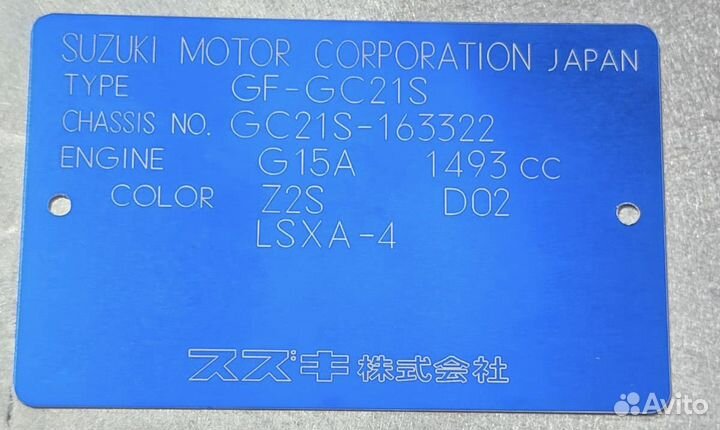 SUZUKI MOTOR CORPORATION JAPAN
TYPE GF-GC21S
CHASSIS NO. GC21S-163322
ENGINE G15A 1493 CC
COLOR Z2S D02
LSXA-4
スズキ株式会社
Avito